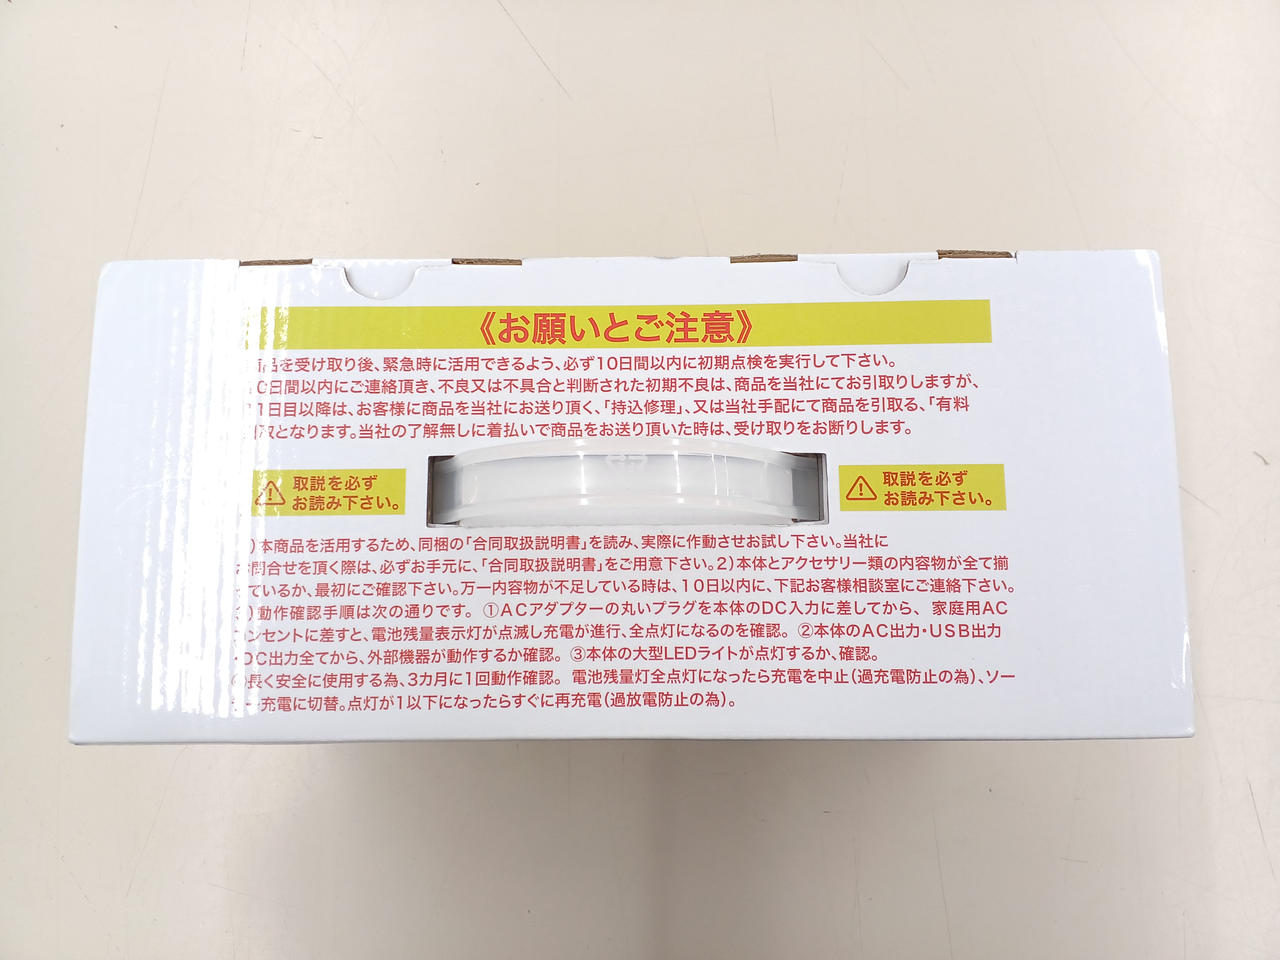 《お願いとご注意》
商品を受け取り後、緊急時に活用できるよう、必ず10日間以内に初期点検を実行して下さい。
10日間以内にご連絡頂き、不良又は不具合と判断された初期不良は、商品を当社にてお引取りしますが、
11日目以降は、お客様に商品を当社にお送り頂く、「持込修理」、又は当社手配にて商品を引取る、「有料
引取となります。当社の了解無しに着払いで商品をお送り頂いた時は、受け取りをお断りします。
取説を必ず
お読み下さい。
取説を必ず
お読み下さい。
)本商品を活用するため、同梱の「合同取扱説明書」を読み、実際に作動させお試し下さい。当社に
お問合せを頂く際は、必ずお手元に、「合同取扱説明書」をご用意下さい。2)本体とアクセサリー類の内容物が全て揃
っているか、最初にご確認下さい。万一内容物が不足している時は、10日以内に、下記お客様相談室にご連絡下さい。
3)動作確認手順は次の通りです。 ①ACアダプターの丸いプラグを本体のDC入力に差してから、 家庭用AC
コンセントに差すと、電池残量表示灯が点滅し充電が進行、全点灯になるのを確認。 ②本体のAC出力・USB出力
・DC出力全てから、外部機器が動作するか確認。 ③本体の大型LEDライトが点灯するか、確認。
長く安全に使用する為、3カ月に1回動作確認。 電池残量灯全点灯になったら充電を中止(過充電防止の為)、ソー
ラー充電に切替。点灯が1以下になったらすぐに再充電(過放電防止の為)。